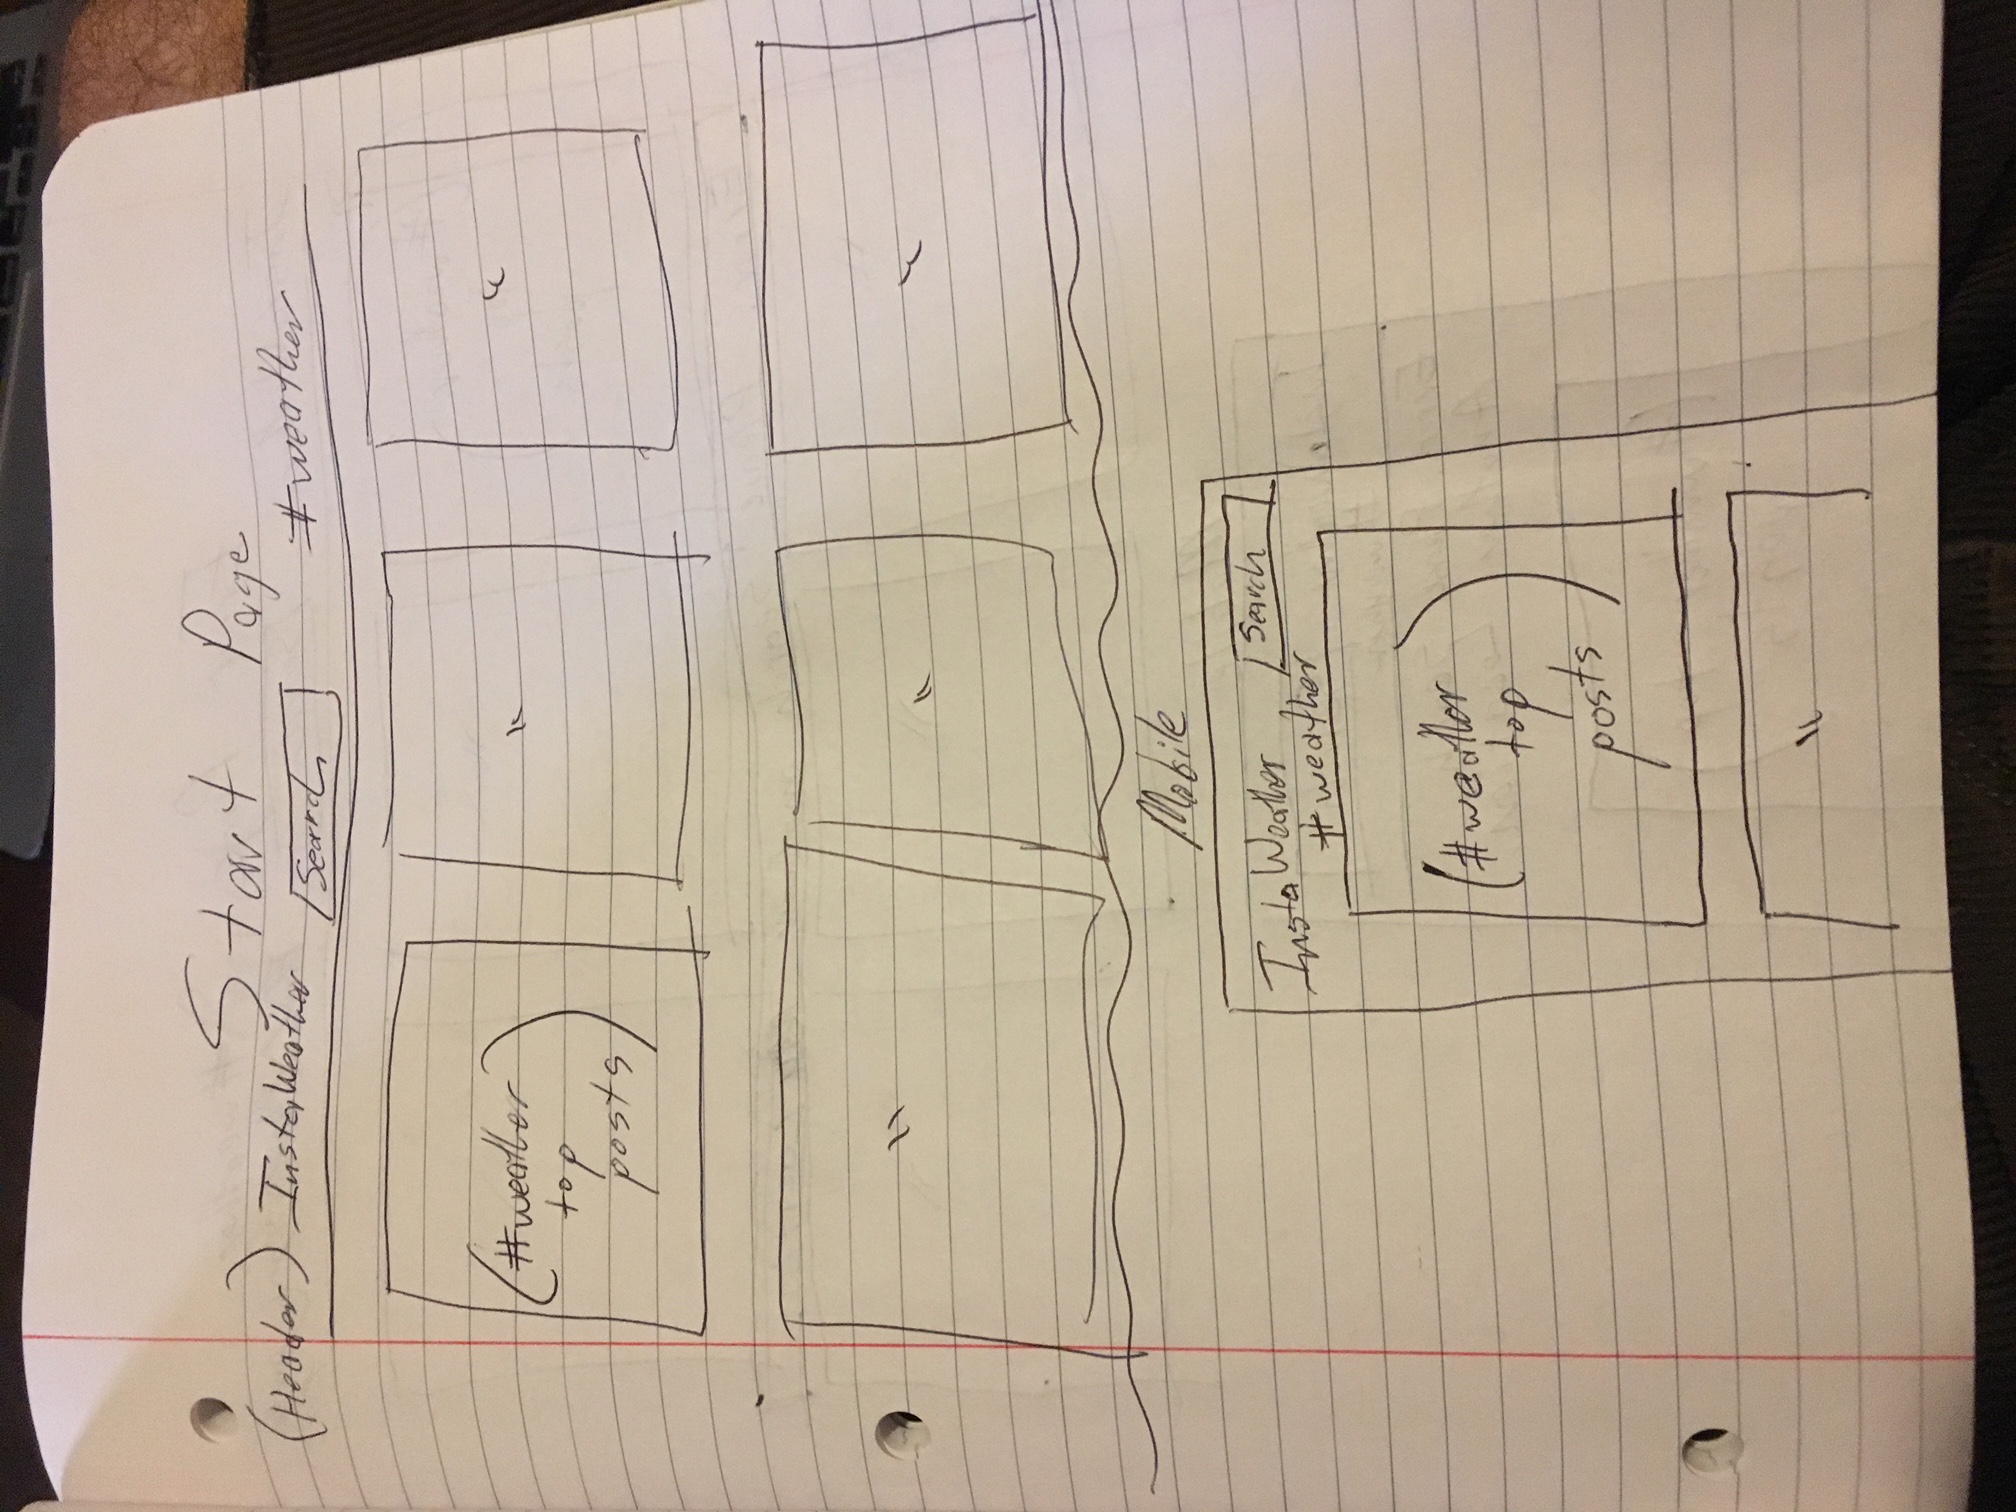 Start Page
(Header) InstaWeather Search #weather
(#weather
top
posts)
"
"
"
"
"
Mobile
InstaWeather Search
#weather
(#weather
top
posts)
"